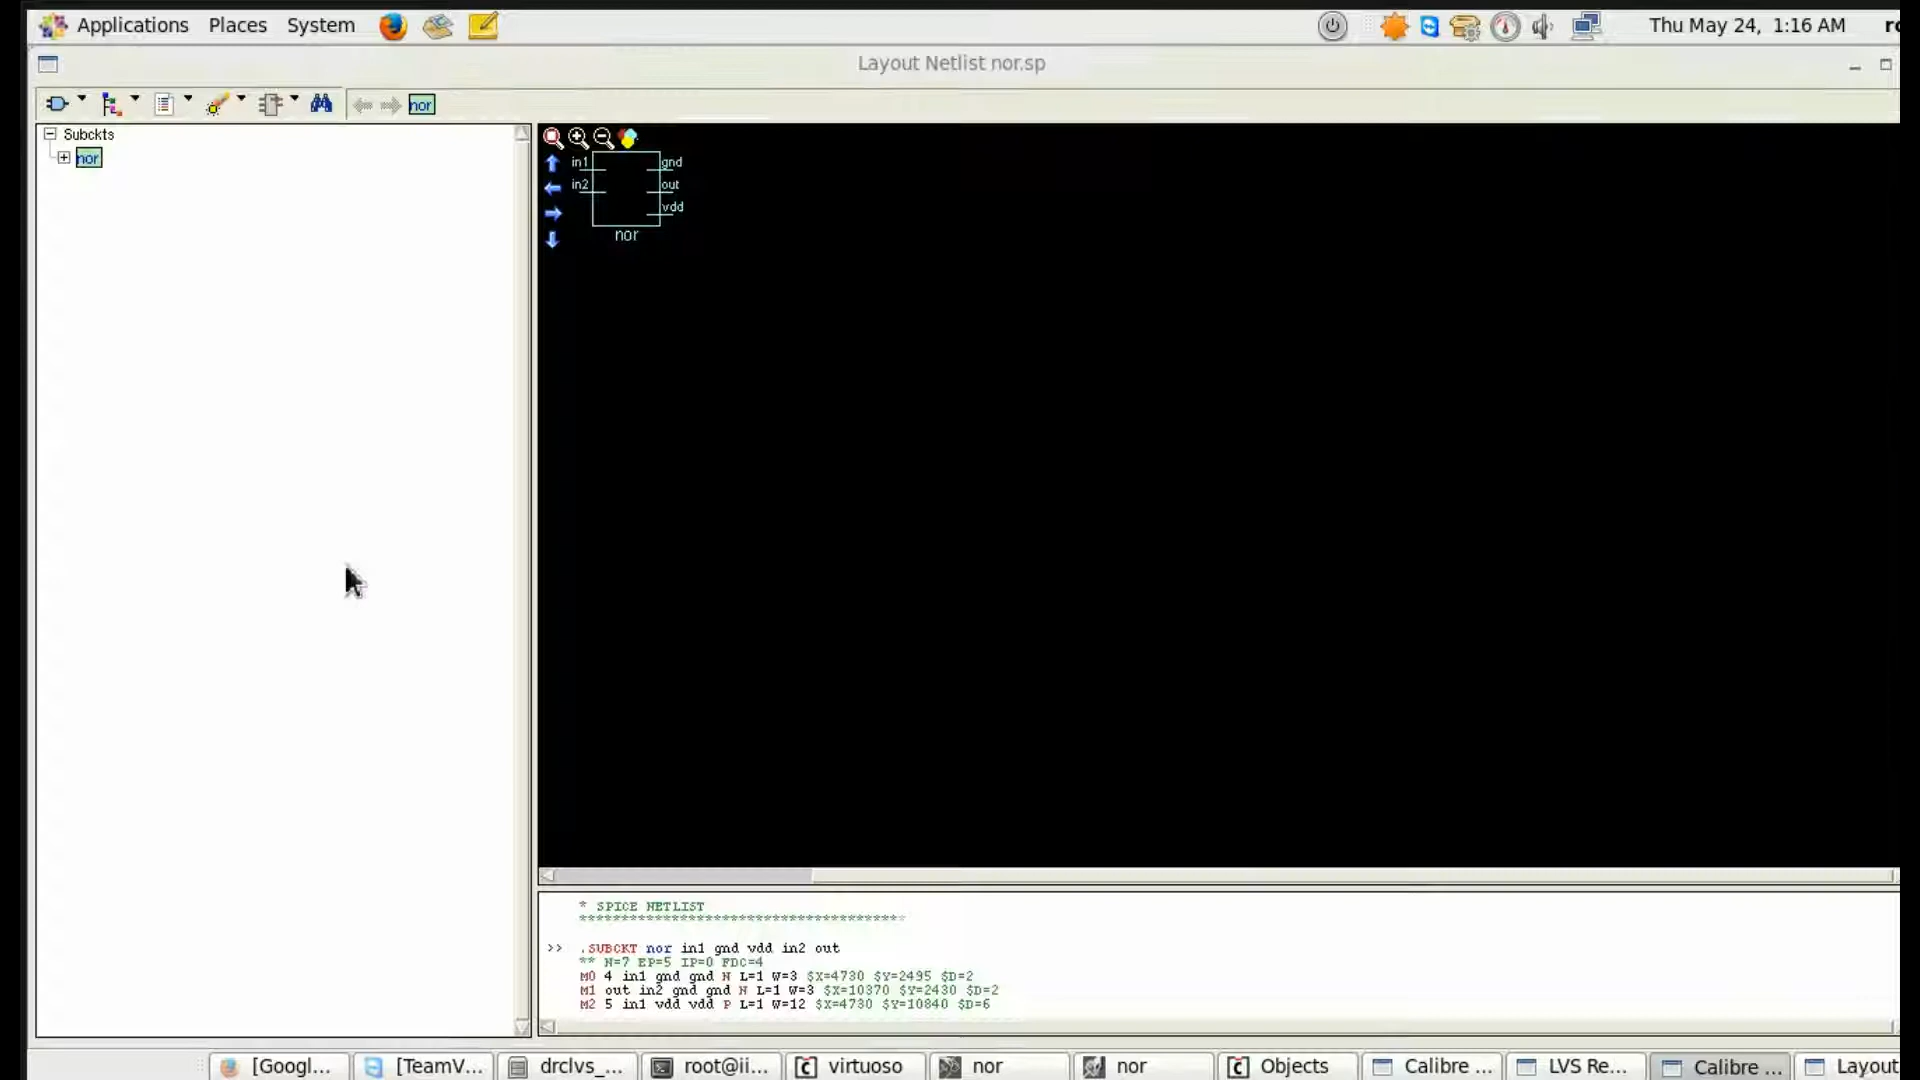 Applications Places System Thu May 24, 1:16 AM
Layout Netlist nor.sp
nor
Subckts
nor
in1 gnd
in2 out
vdd
nor
* SPICE NETLIST
***************************************
>> .SUBCKT nor in1 gnd vdd in2 out
** N=7 EP=5 IP=0 FDC=4
M0 4 in1 gnd gnd N L=1 W=3 $X=4730 $Y=2495 $D=2
M1 out in2 gnd gnd N L=1 W=3 $X=10370 $Y=2430 $D=2
M2 5 in1 vdd vdd P L=1 W=12 $X=4730 $Y=10840 $D=6
[Googl... [TeamV... drclvs_... root@ii... virtuoso nor nor Objects Calibre ... LVS Re... Calibre ... Layout